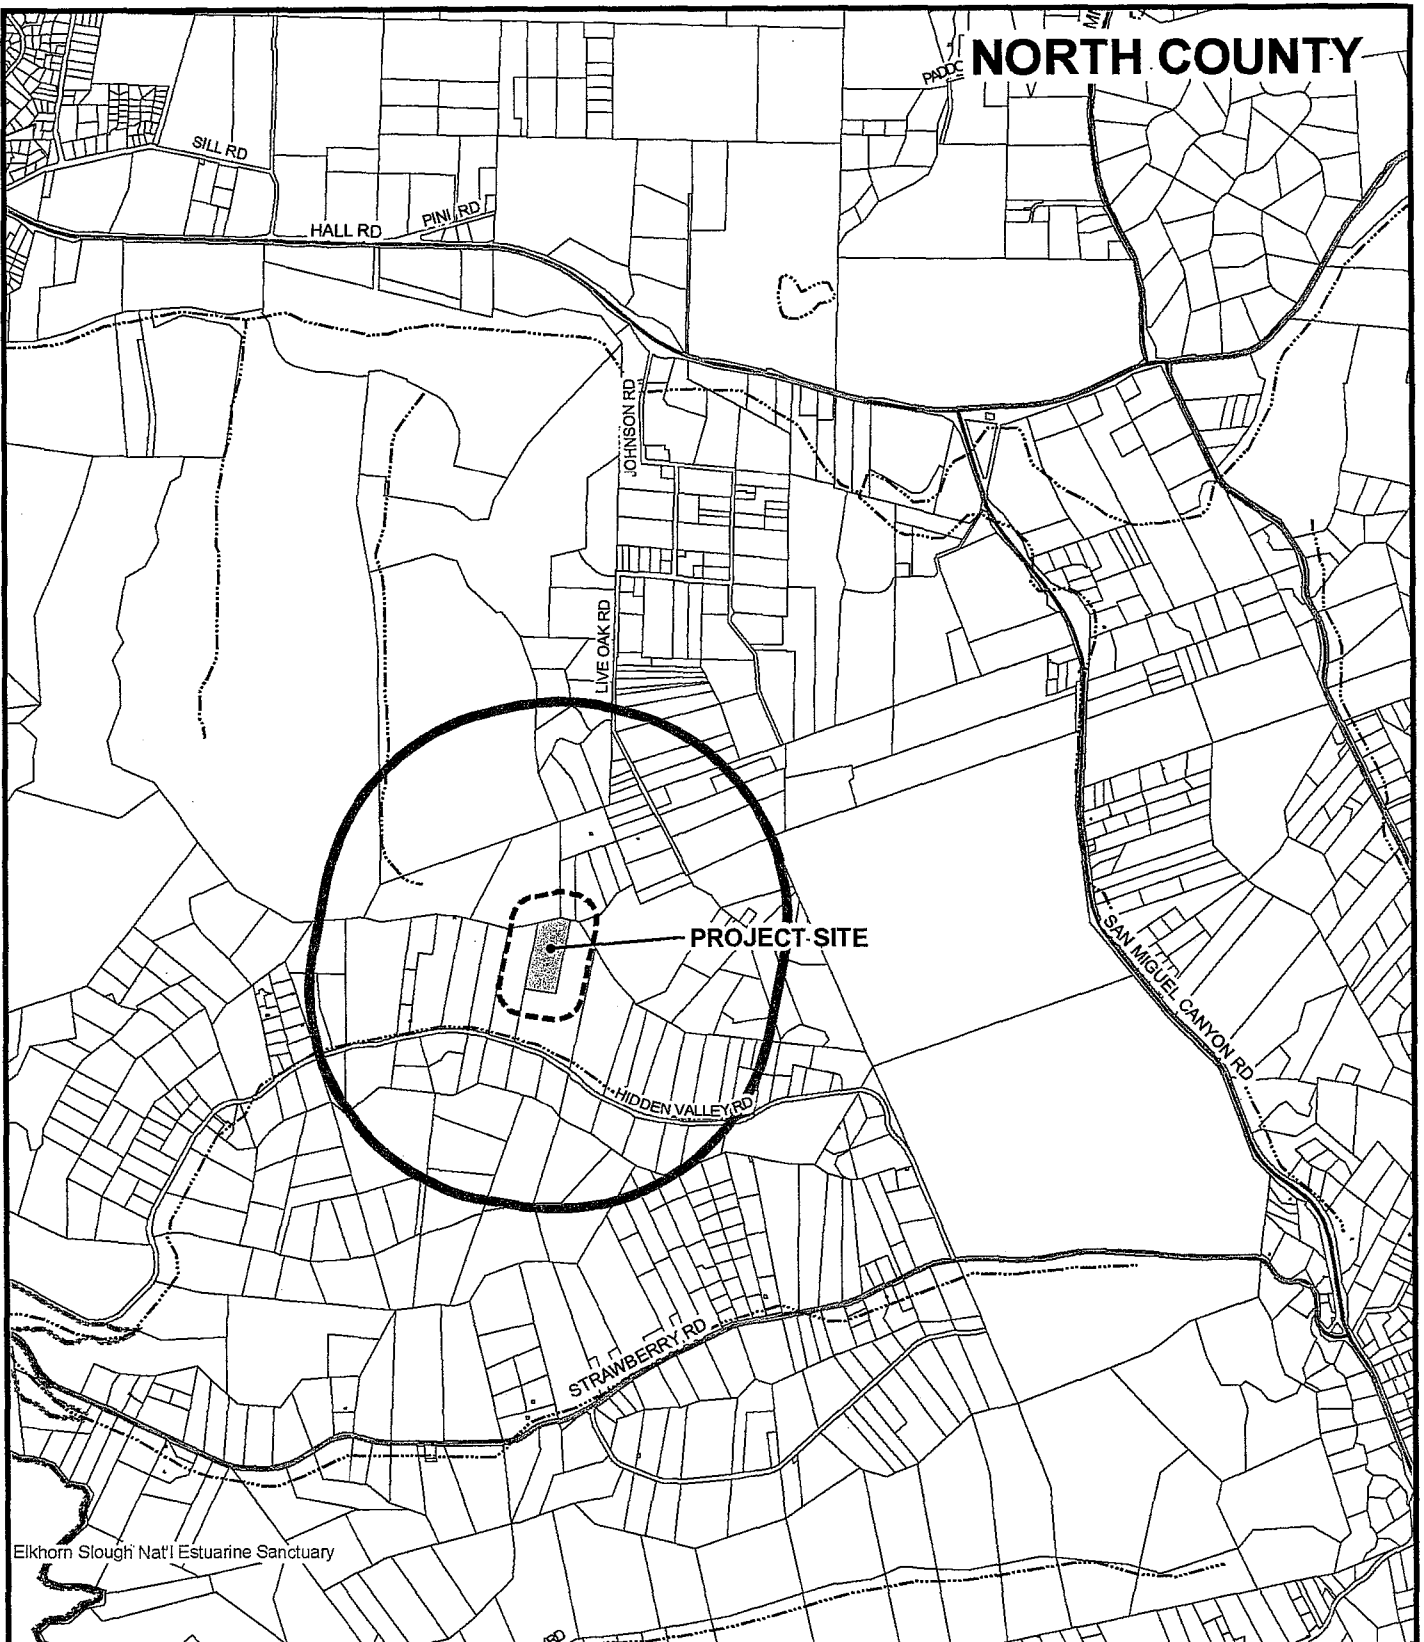 NORTH COUNTY
SILL RD
PINI RD
HALL RD
JOHNSON RD
LIVE OAK RD
PROJECT SITE
SAN MIGUEL CANYON RD
HIDDEN VALLEY RD
STRAWBERRY RD
Elkhorn Slough Nat'l Estuarine Sanctuary